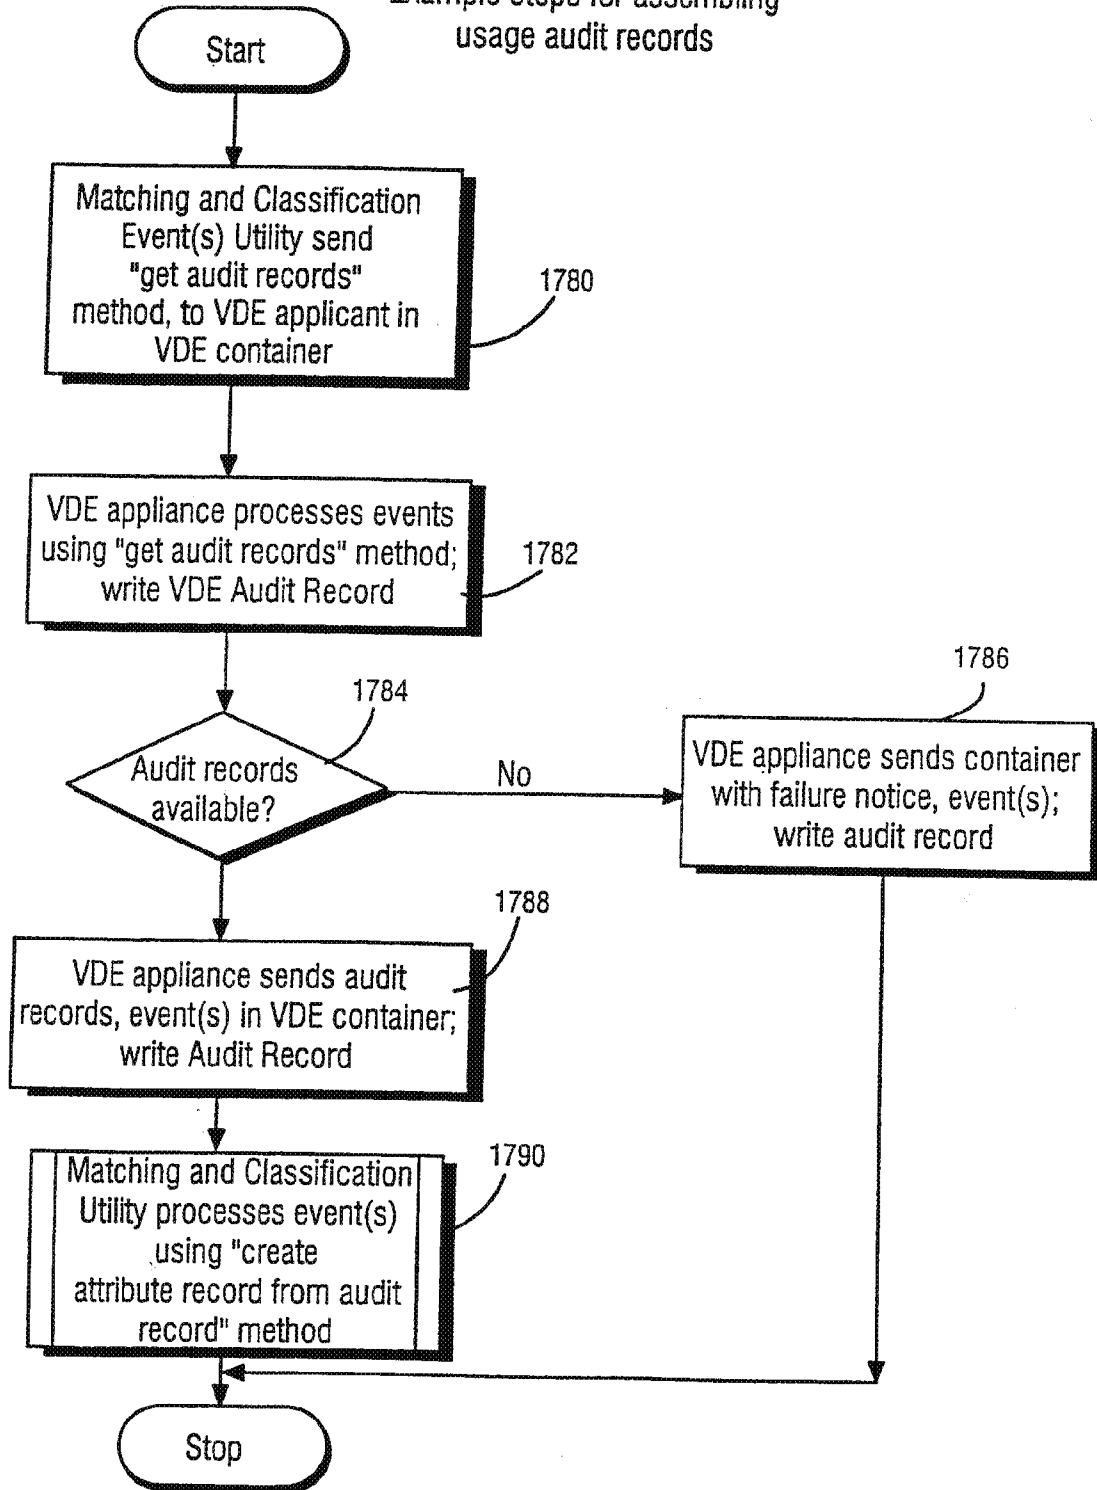 Example steps for assembling
usage audit records
Start
Matching and Classification
Event(s) Utility send
"get audit records"
method, to VDE applicant in
VDE container
1780
VDE appliance processes events
using "get audit records" method;
write VDE Audit Record
1782
1784
Audit records
available?
No
1786
VDE appliance sends container
with failure notice, event(s);
write audit record
1788
VDE appliance sends audit
records, event(s) in VDE container;
write Audit Record
1790
Matching and Classification
Utility processes event(s)
using "create
attribute record from audit
record" method
Stop